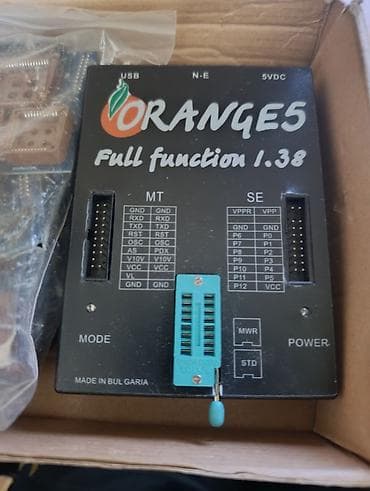 USB N-E 5VDC
ORANGE5
Full function 1.38
MT SE
GND GND VPPR VPP
RXD RXD
TXD TXD GND GND
RST RST P6 P0
OSC OSC P7 P1
AS PDX P8 P2
V10V V10V P9 P3
VCC VCC P10 P4
VL P11 P5
GND GND P12 VCC
MODE MWR POWER
STD
MADE IN BUL GARIA